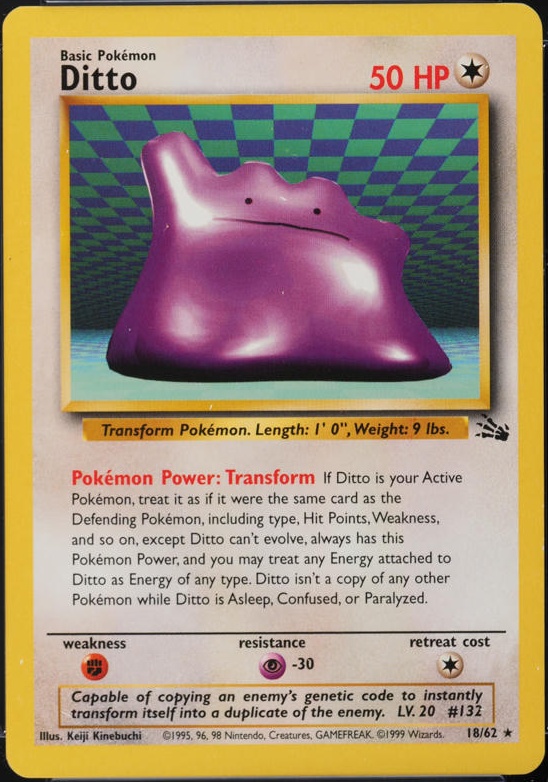 Basic Pokémon
Ditto
50 HP
Transform Pokémon. Length: 1' 0", Weight: 9 lbs.
Pokémon Power: Transform If Ditto is your Active
Pokémon, treat it as if it were the same card as the
Defending Pokémon, including type, Hit Points, Weakness,
and so on, except Ditto can't evolve, always has this
Pokémon Power, and you may treat any Energy attached to
Ditto as Energy of any type. Ditto isn't a copy of any other
Pokémon while Ditto is Asleep, Confused, or Paralyzed.
weakness resistance retreat cost
-30
Capable of copying an enemy's genetic code to instantly
transform itself into a duplicate of the enemy. LV. 20 #132
Illus. Keiji Kinebuchi ©1995, 96, 98 Nintendo, Creatures, GAMEFREAK. ©1999 Wizards. 18/62 ★